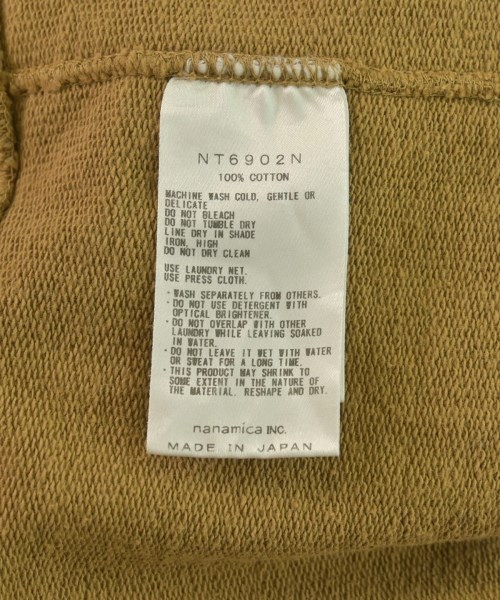 NT6902N
100% COTTON
MACHINE WASH COLD, GENTLE OR
DELICATE
DO NOT BLEACH
DO NOT TUMBLE DRY
LINE DRY IN SHADE
IRON, HIGH
DO NOT DRY CLEAN
USE LAUNDRY NET.
USE PRESS CLOTH.
・WASH SEPARATELY FROM OTHERS.
・DO NOT USE DETERGENT WITH
OPTICAL BRIGHTENER.
・DO NOT OVERLAP WITH OTHER
LAUNDRY WHILE LEAVING SOAKED
IN WATER.
・DO NOT LEAVE IT WET WITH WATER
OR SWEAT FOR A LONG TIME.
・THIS PRODUCT MAY SHRINK TO
SOME EXTENT IN THE NATURE OF
THE MATERIAL. RESHAPE AND DRY.
nanamica INC.
MADE IN JAPAN